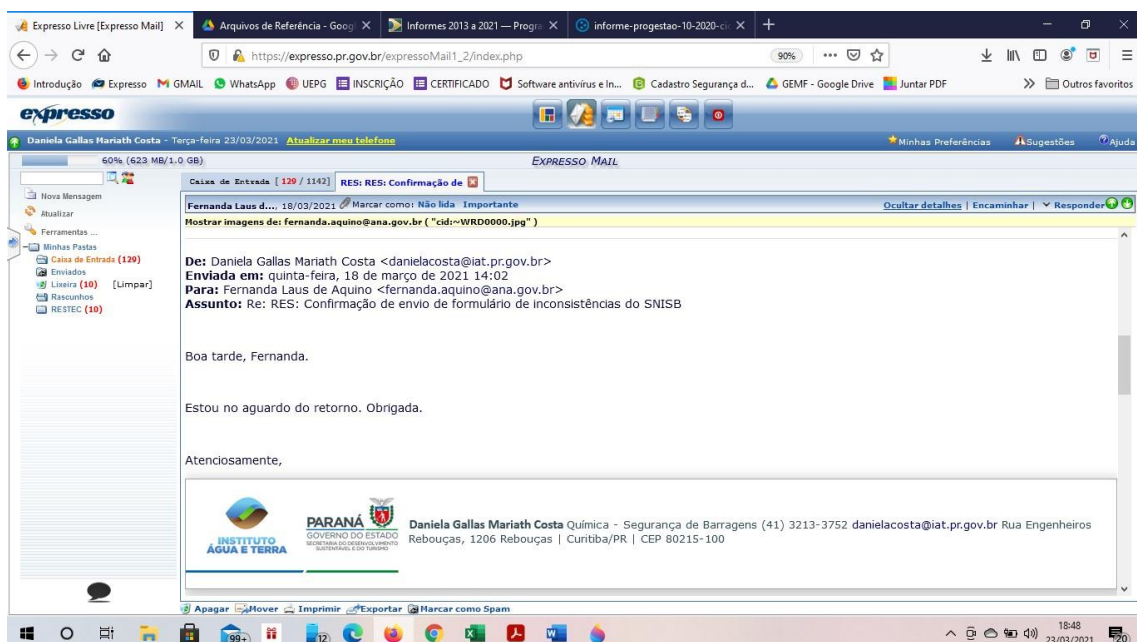 Expresso Livre [Expresso Mail]
Arquivos de Referência - Goog
Informes 2013 a 2021 — Progra
informe-progestao-10-2020-ci
https://expresso.pr.gov.br/expressoMail1_2/index.php
90%
Introdução Expresso GMAIL WhatsApp UEPG INSCRIÇÃO CERTIFICADO Software antivírus e In... Cadastro Segurança d... GEMF - Google Drive Juntar PDF Outros favoritos
expresso
Daniela Gallas Mariath Costa - Terça-feira 23/03/2021 Atualizar meu telefone Minhas Preferências Sugestões Ajuda
60% (623 MB/1.0 GB) EXPRESSO MAIL
Caixa de Entrada [ 129 / 1142] RES: RES: Confirmação de
Nova Mensagem
Atualizar
Ferramentas ...
Minhas Pastas
Caixa de Entrada (129)
Enviados
Lixeira (10) [Limpar]
Rascunhos
RESTEC (10)
Fernanda Laus d..., 18/03/2021 Marcar como: Não lida Importante Ocultar detalhes | Encaminhar | Responder
Mostrar imagens de: fernanda.aquino@ana.gov.br ( "cid:~WRD0000.jpg" )
De: Daniela Gallas Mariath Costa <danielacosta@iat.pr.gov.br>
Enviada em: quinta-feira, 18 de março de 2021 14:02
Para: Fernanda Laus de Aquino <fernanda.aquino@ana.gov.br>
Assunto: Re: RES: Confirmação de envio de formulário de inconsistências do SNISB
Boa tarde, Fernanda.
Estou no aguardo do retorno. Obrigada.
Atenciosamente,
INSTITUTO
ÁGUA E TERRA
PARANÁ
GOVERNO DO ESTADO
SECRETARIA DO DESENVOLVIMENTO
SUSTENTÁVEL E DO TURISMO
Daniela Gallas Mariath Costa Química - Segurança de Barragens (41) 3213-3752 danielacosta@iat.pr.gov.br Rua Engenheiros
Rebouças, 1206 Rebouças | Curitiba/PR | CEP 80215-100
Apagar Mover Imprimir Exportar Marcar como Spam
99+
12
18:48
23/03/2021
20